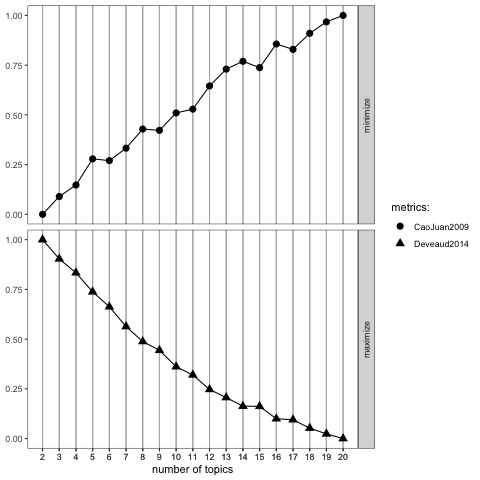 1.00
0.75
0.50
0.25
0.00
minimize
1.00
0.75
0.50
0.25
0.00
maximize
2 3 4 5 6 7 8 9 10 11 12 13 14 15 16 17 18 19 20
number of topics
metrics:
CaoJuan2009
Deveaud2014